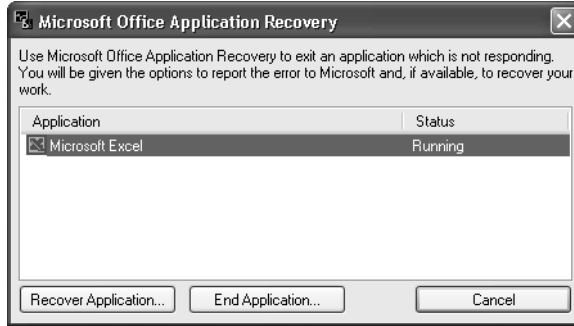 Microsoft Office Application Recovery
Use Microsoft Office Application Recovery to exit an application which is not responding.
You will be given the options to report the error to Microsoft and, if available, to recover your
work.
Application Status
Microsoft Excel Running
Recover Application... End Application... Cancel